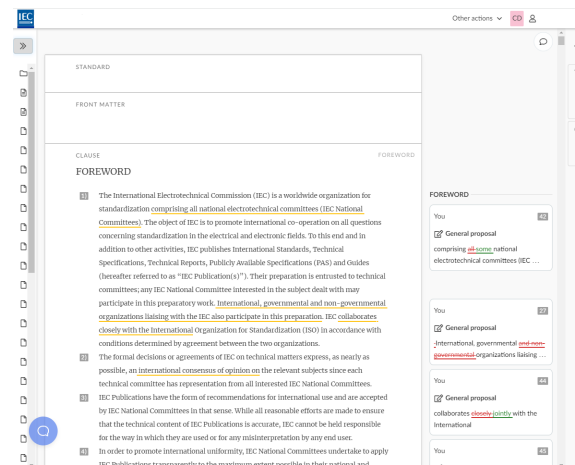 IEC
Other actions
CD
STANDARD
FRONT MATTER
CLAUSE
FOREWORD
FOREWORD
1) The International Electrotechnical Commission (IEC) is a worldwide organization for
standardization comprising all national electrotechnical committees (IEC National
Committees). The object of IEC is to promote international co-operation on all questions
concerning standardization in the electrical and electronic fields. To this end and in
addition to other activities, IEC publishes International Standards, Technical
Specifications, Technical Reports, Publicly Available Specifications (PAS) and Guides
(hereafter referred to as “IEC Publication(s)”). Their preparation is entrusted to technical
committees; any IEC National Committee interested in the subject dealt with may
participate in this preparatory work. International, governmental and non-governmental
organizations liaising with the IEC also participate in this preparation. IEC collaborates
closely with the International Organization for Standardization (ISO) in accordance with
conditions determined by agreement between the two organizations.
2) The formal decisions or agreements of IEC on technical matters express, as nearly as
possible, an international consensus of opinion on the relevant subjects since each
technical committee has representation from all interested IEC National Committees.
3) IEC Publications have the form of recommendations for international use and are accepted
by IEC National Committees in that sense. While all reasonable efforts are made to ensure
that the technical content of IEC Publications is accurate, IEC cannot be held responsible
for the way in which they are used or for any misinterpretation by any end user.
4) In order to promote international uniformity, IEC National Committees undertake to apply
IEC Publications transparently to the maximum extent possible in their national and
FOREWORD
You 42
General proposal
comprising all some national
electrotechnical committees (IEC ...
You 27
General proposal
International, governmental and non-
governmental organizations liaising ...
You 44
General proposal
collaborates closely jointly with the
International
You 45